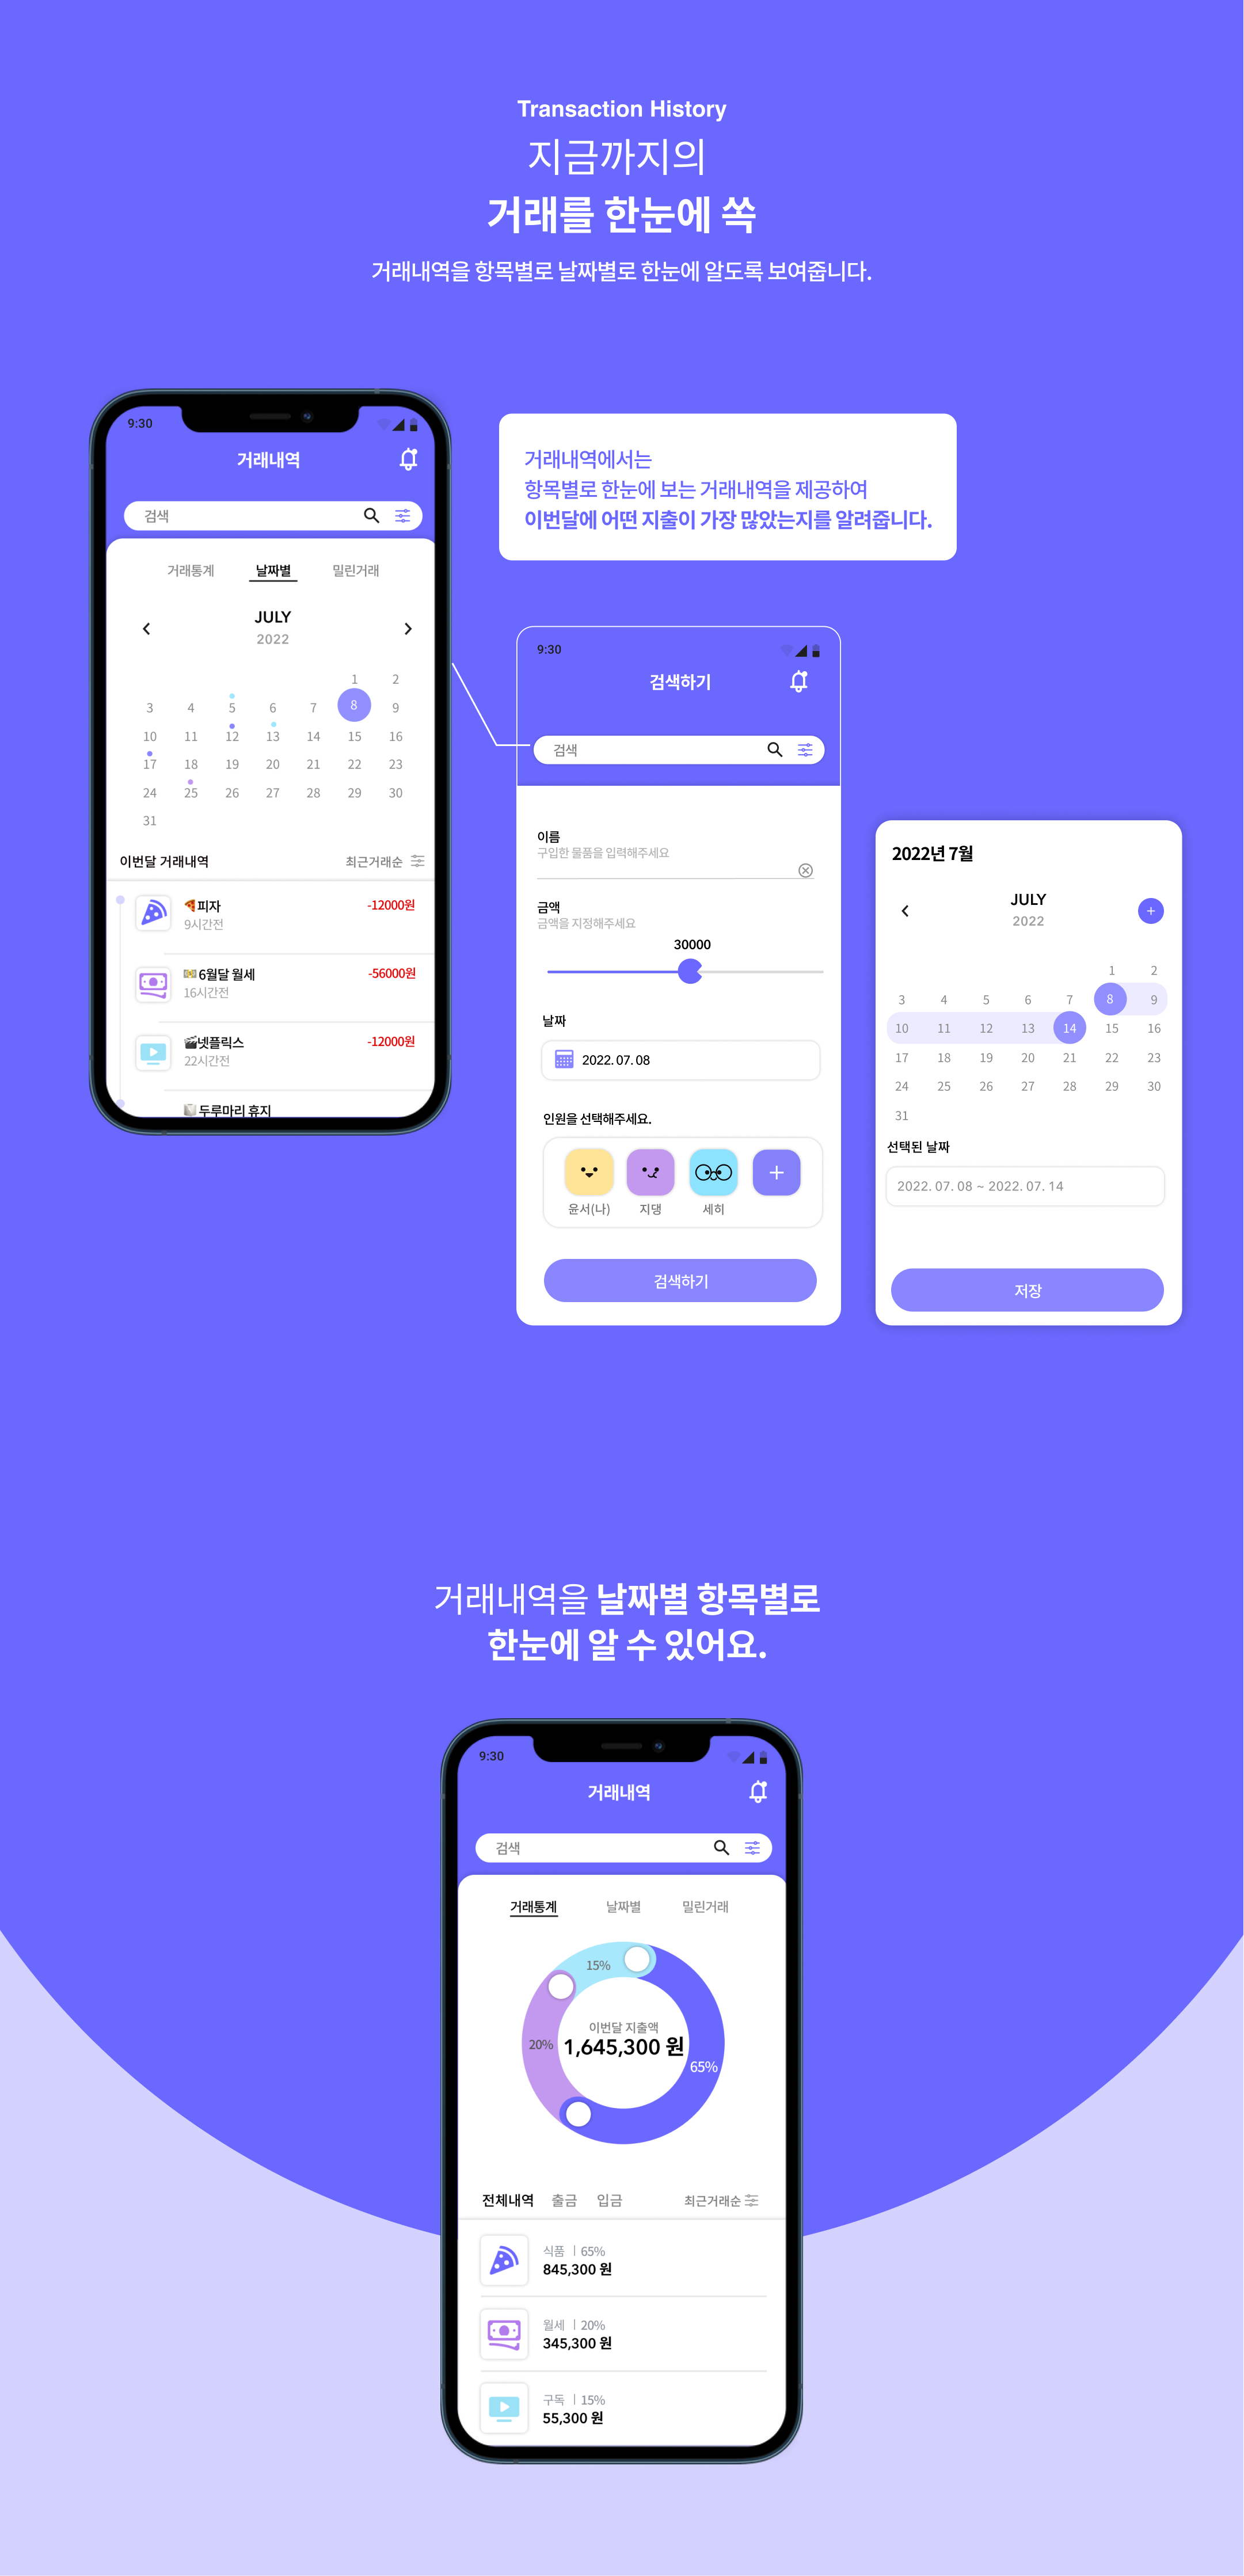 Transaction History
지금까지의
거래를 한눈에 쏙
거래내역을 항목별로 날짜별로 한눈에 알도록 보여줍니다.
9:30
거래내역
검색
거래통계 날짜별 밀린거래
JULY
2022
1 2
3 4 5 6 7 8 9
10 11 12 13 14 15 16
17 18 19 20 21 22 23
24 25 26 27 28 29 30
31
이번달 거래내역 최근거래순
피자 -12000원
9시간전
6월달 월세 -56000원
16시간전
넷플릭스 -12000원
22시간전
두루마리 휴지
거래내역에서는
항목별로 한눈에 보는 거래내역을 제공하여
이번달에 어떤 지출이 가장 많았는지를 알려줍니다.
9:30
검색하기
검색
이름
구입한 물품을 입력해주세요
금액
금액을 지정해주세요
30000
날짜
2022. 07. 08
인원을 선택해주세요.
윤서(나) 지댕 세히
검색하기
2022년 7월
JULY
2022
1 2
3 4 5 6 7 8 9
10 11 12 13 14 15 16
17 18 19 20 21 22 23
24 25 26 27 28 29 30
31
선택된 날짜
2022. 07. 08 ~ 2022. 07. 14
저장
거래내역을 날짜별 항목별로
한눈에 알 수 있어요.
9:30
거래내역
검색
거래통계 날짜별 밀린거래
15%
이번달 지출액
20% 1,645,300 원
65%
전체내역 출금 입금 최근거래순
식품 | 65%
845,300 원
월세 | 20%
345,300 원
구독 | 15%
55,300 원